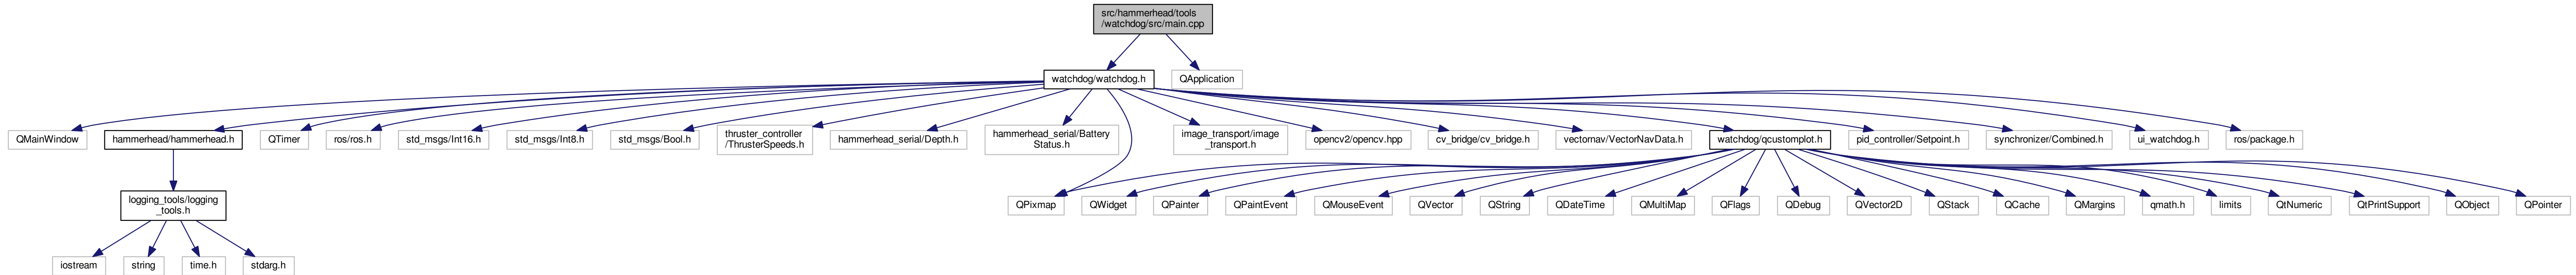 src/hammerhead/tools
/watchdog/src/main.cpp
watchdog/watchdog.h
QApplication
QMainWindow
hammerhead/hammerhead.h
QTimer
ros/ros.h
std_msgs/Int16.h
std_msgs/Int8.h
std_msgs/Bool.h
thruster_controller
/ThrusterSpeeds.h
hammerhead_serial/Depth.h
hammerhead_serial/Battery
Status.h
image_transport/image
_transport.h
opencv2/opencv.hpp
cv_bridge/cv_bridge.h
vectornav/VectorNavData.h
watchdog/qcustomplot.h
pid_controller/Setpoint.h
synchronizer/Combined.h
ui_watchdog.h
ros/package.h
logging_tools/logging
_tools.h
QPixmap
QWidget
QPainter
QPaintEvent
QMouseEvent
QVector
QString
QDateTime
QMultiMap
QFlags
QDebug
QVector2D
QStack
QCache
QMargins
qmath.h
limits
QtNumeric
QtPrintSupport
QObject
QPointer
iostream
string
time.h
stdarg.h